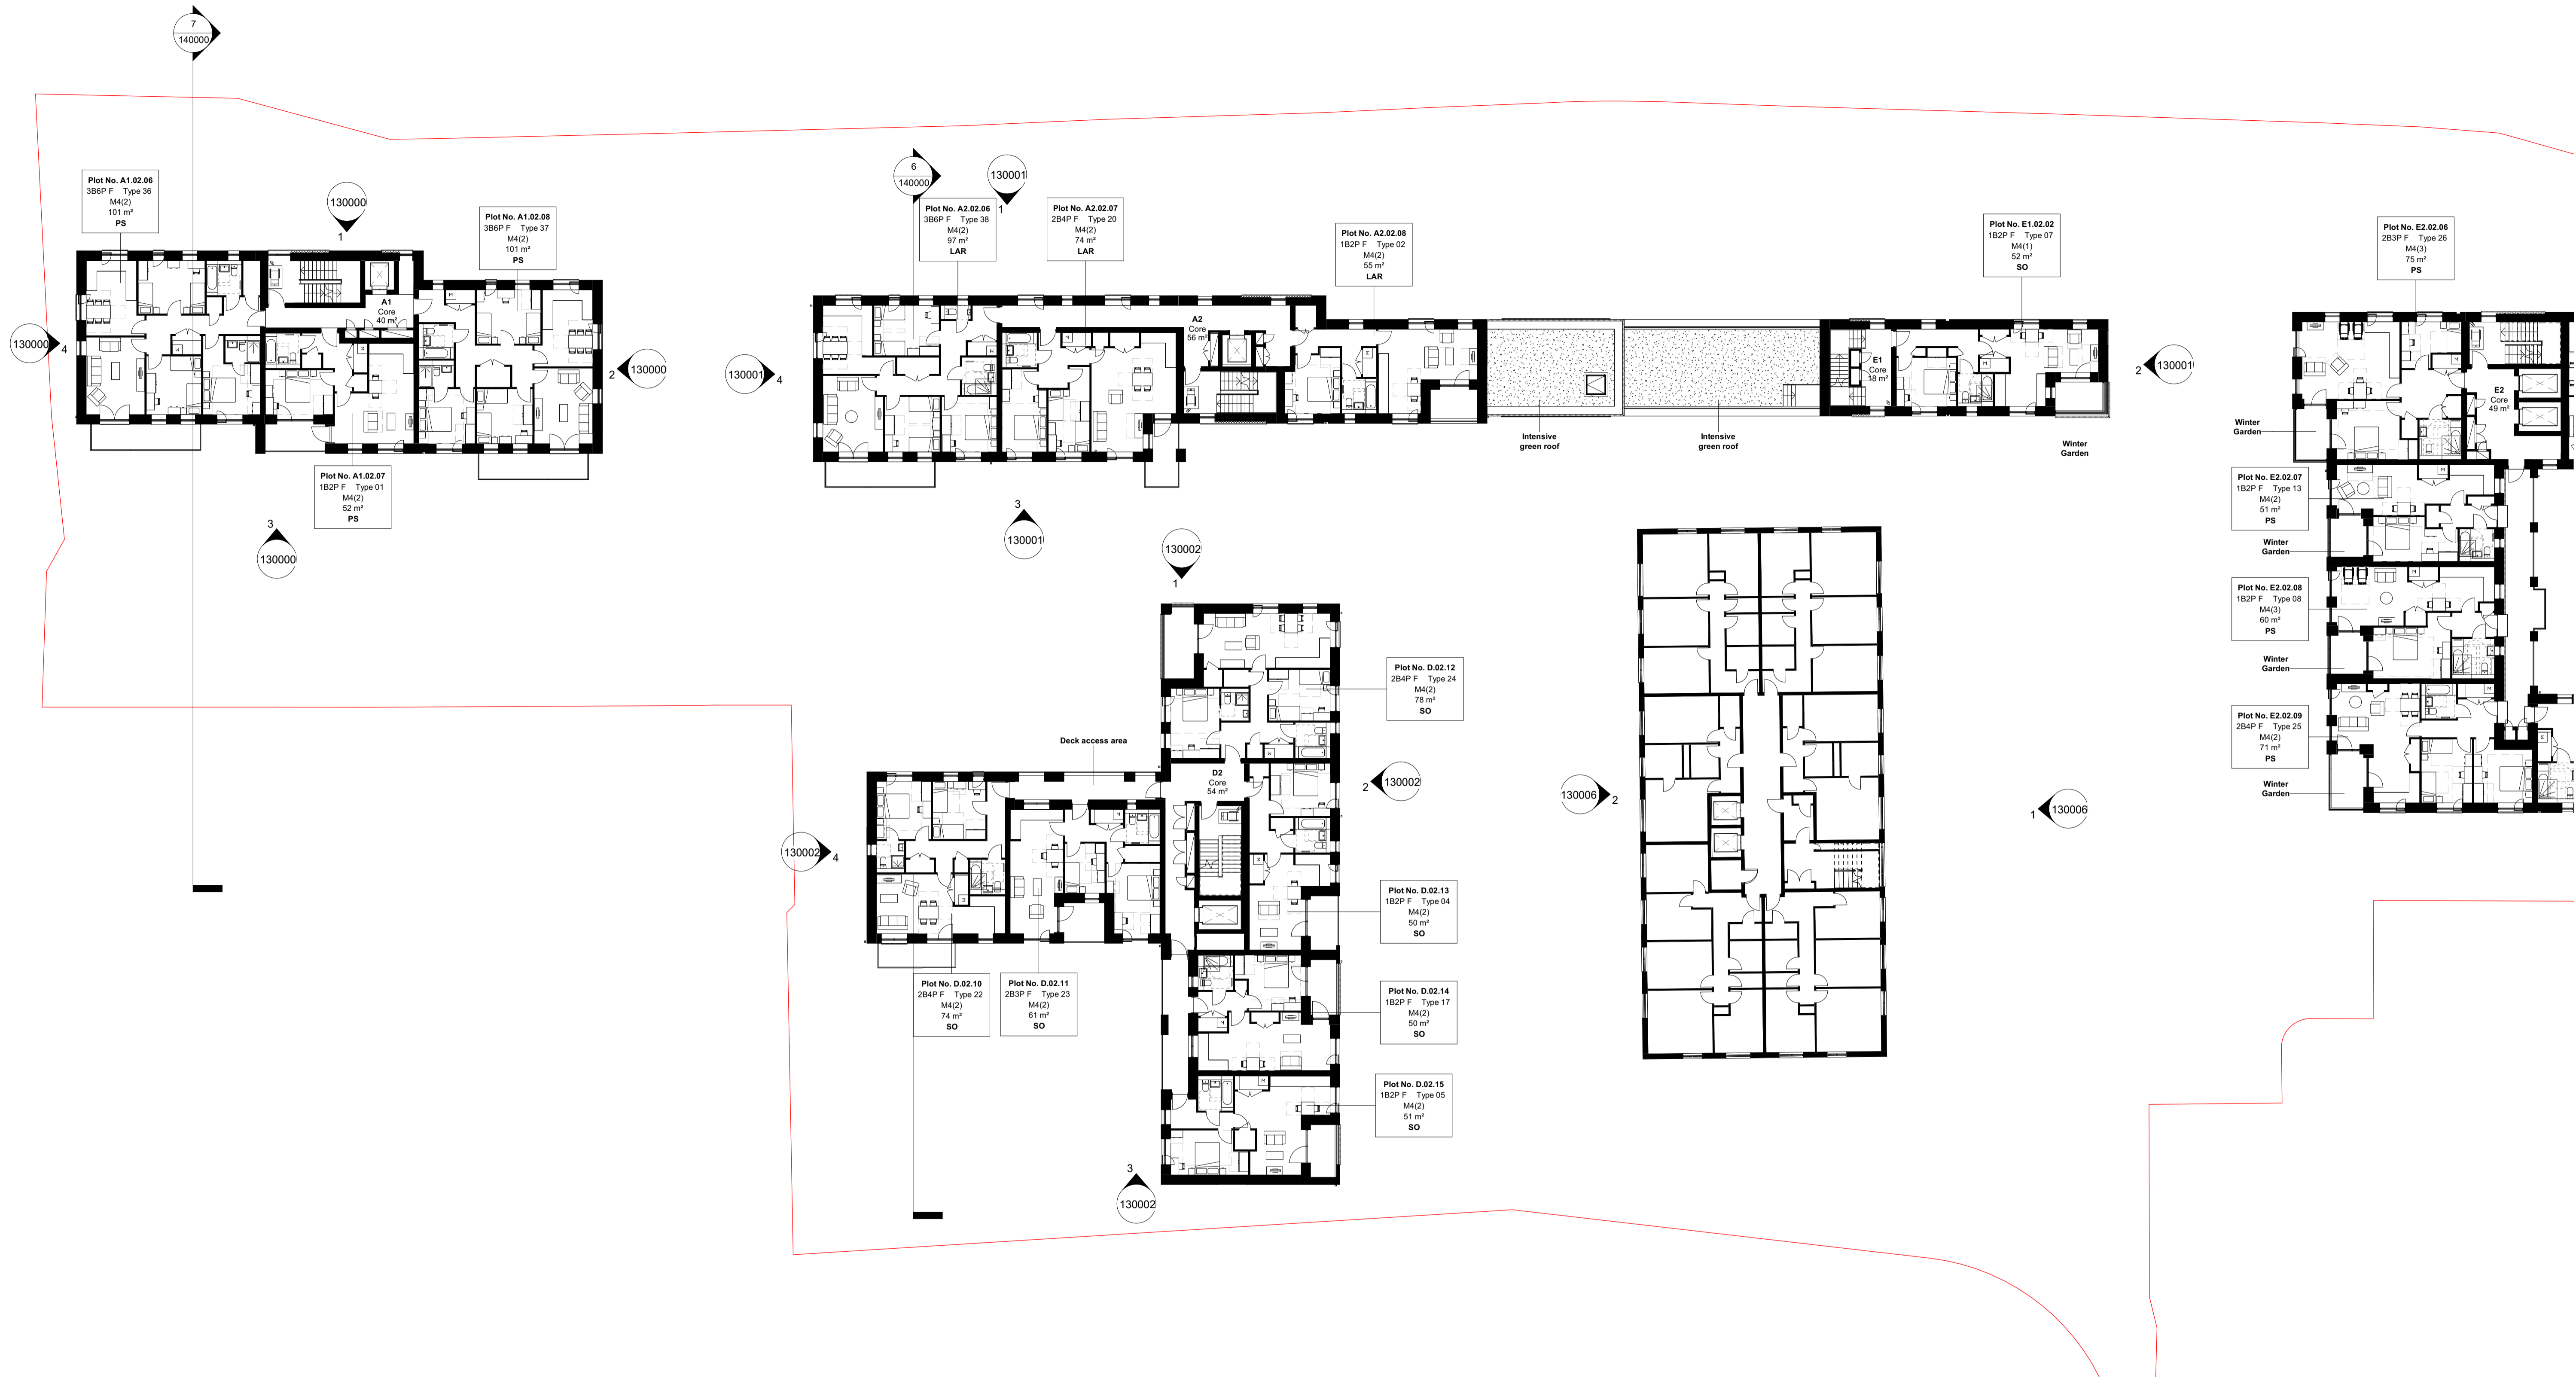 7
140000
Plot No. A1.02.06
3B6P F Type 36
M4(2)
101 m²
PS
130000
1
Plot No. A1.02.08
3B6P F Type 37
M4(2)
101 m²
PS
A1
Core
40 m²
130000
4
2
130000
Plot No. A1.02.07
1B2P F Type 01
M4(2)
52 m²
PS
3
130000
6
140000
130001
1
Plot No. A2.02.06
3B6P F Type 38
M4(2)
97 m²
LAR
Plot No. A2.02.07
2B4P F Type 20
M4(2)
74 m²
LAR
Plot No. A2.02.08
1B2P F Type 02
M4(2)
55 m²
LAR
A2
Core
56 m²
130001
4
3
130001
Intensive
green roof
Intensive
green roof
Plot No. E1.02.02
1B2P F Type 07
M4(1)
52 m²
SO
E1
Core
18 m²
Winter
Garden
2
130001
Plot No. E2.02.06
2B3P F Type 26
M4(3)
75 m²
PS
E2
Core
49 m²
Winter
Garden
Plot No. E2.02.07
1B2P F Type 13
M4(2)
51 m²
PS
Winter
Garden
Plot No. E2.02.08
1B2P F Type 08
M4(3)
60 m²
PS
Winter
Garden
Plot No. E2.02.09
2B4P F Type 25
M4(2)
71 m²
PS
Winter
Garden
130002
1
Plot No. D.02.12
2B4P F Type 24
M4(2)
78 m²
SO
Deck access area
D2
Core
54 m²
2
130002
130002
4
Plot No. D.02.13
1B2P F Type 04
M4(2)
50 m²
SO
Plot No. D.02.10
2B4P F Type 22
M4(2)
74 m²
SO
Plot No. D.02.11
2B3P F Type 23
M4(2)
61 m²
SO
Plot No. D.02.14
1B2P F Type 17
M4(2)
50 m²
SO
Plot No. D.02.15
1B2P F Type 05
M4(2)
51 m²
SO
3
130002
130006
2
1
130006